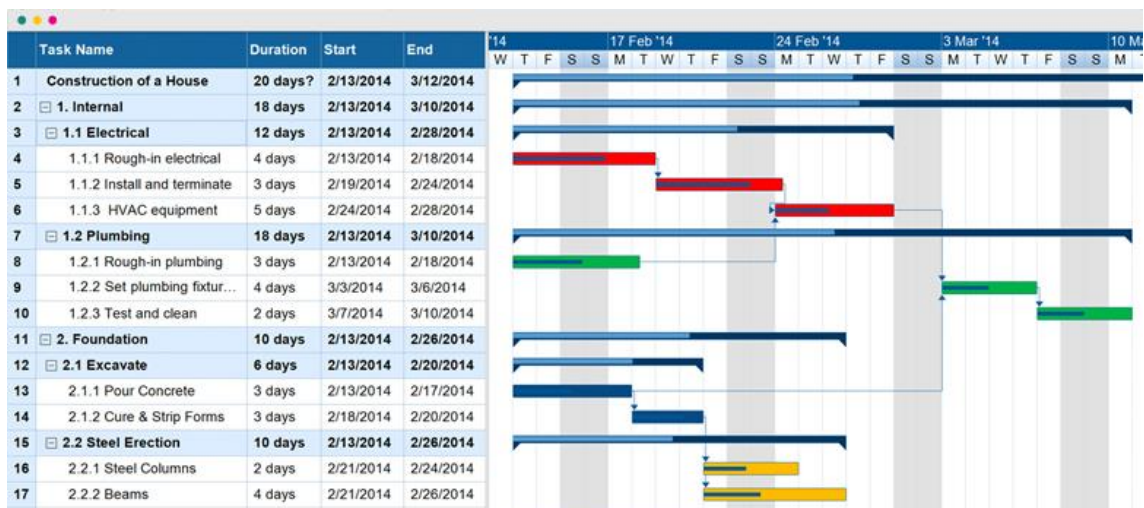 Task Name Duration Start End '14 17 Feb '14 24 Feb '14 3 Mar '14
W T F S S M T W T F S S M T W T F S S M T W T F S S M
1 Construction of a House 20 days? 2/13/2014 3/12/2014
2 1. Internal 18 days 2/13/2014 3/10/2014
3 1.1 Electrical 12 days 2/13/2014 2/28/2014
4 1.1.1 Rough-in electrical 4 days 2/13/2014 2/18/2014
5 1.1.2 Install and terminate 3 days 2/19/2014 2/24/2014
6 1.1.3 HVAC equipment 5 days 2/24/2014 2/28/2014
7 1.2 Plumbing 18 days 2/13/2014 3/10/2014
8 1.2.1 Rough-in plumbing 3 days 2/13/2014 2/18/2014
9 1.2.2 Set plumbing fixtur... 4 days 3/3/2014 3/6/2014
10 1.2.3 Test and clean 2 days 3/7/2014 3/10/2014
11 2. Foundation 10 days 2/13/2014 2/26/2014
12 2.1 Excavate 6 days 2/13/2014 2/20/2014
13 2.1.1 Pour Concrete 3 days 2/13/2014 2/17/2014
14 2.1.2 Cure & Strip Forms 3 days 2/18/2014 2/20/2014
15 2.2 Steel Erection 10 days 2/13/2014 2/26/2014
16 2.2.1 Steel Columns 2 days 2/21/2014 2/24/2014
17 2.2.2 Beams 4 days 2/21/2014 2/26/2014